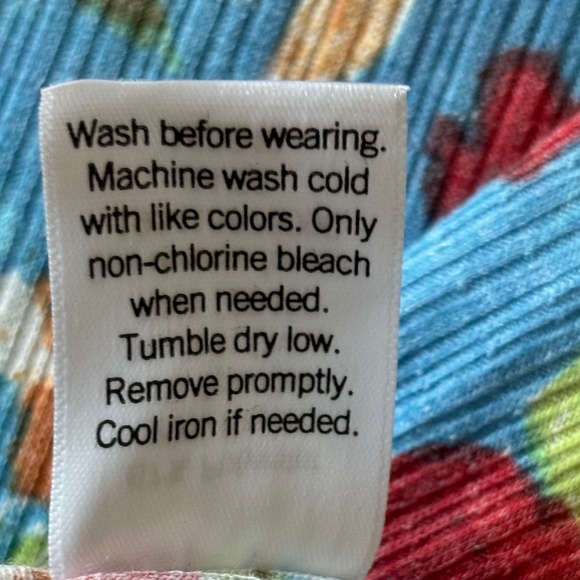 Wash before wearing.
Machine wash cold
with like colors. Only
non-chlorine bleach
when needed.
Tumble dry low.
Remove promptly.
Cool iron if needed.